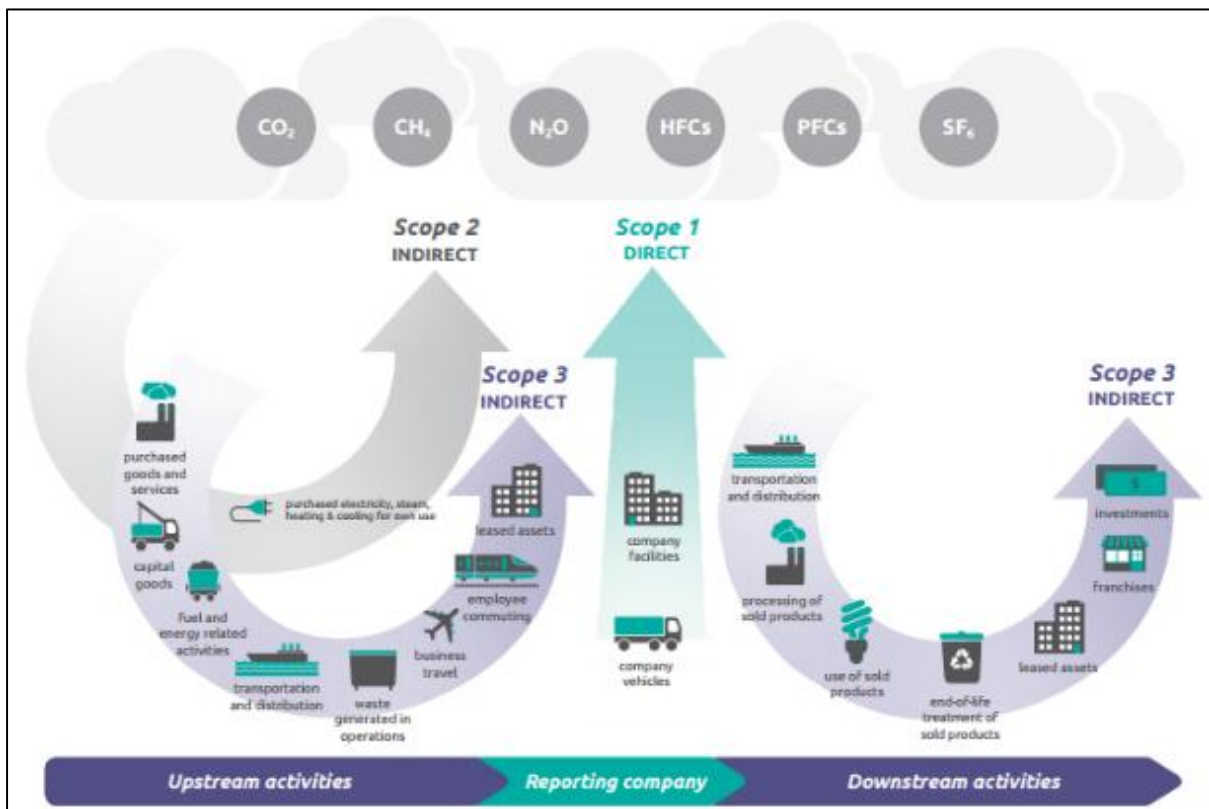 CO₂ CH₄ N₂O HFCs PFCs SF₆
Scope 2
INDIRECT
Scope 1
DIRECT
Scope 3
INDIRECT
Scope 3
INDIRECT
purchased
goods and
services
capital
goods
fuel and
energy related
activities
transportation
and distribution
waste
generated in
operations
business
travel
employee
commuting
leased assets
purchased electricity, steam,
heating & cooling for own use
company
facilities
company
vehicles
transportation
and distribution
processing of
sold products
use of sold
products
end-of-life
treatment of
sold products
leased assets
franchises
investments
$
Upstream activities
Reporting company
Downstream activities